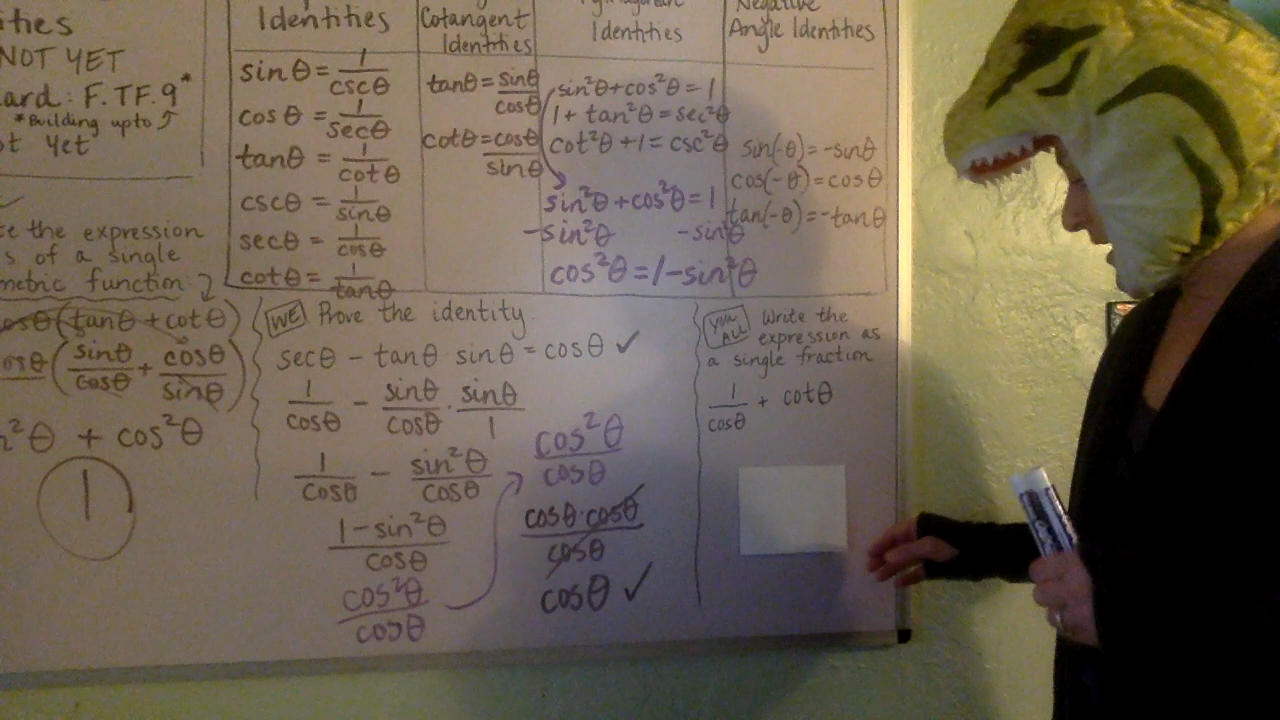 ities
NOT YET
ard: F.TF.9*
*Building up to
ot yet
te the expression
s of a single
metric function:
cosθ(tanθ + cotθ)
cosθ(sinθ/cosθ + cosθ/sinθ)
n²θ + cos²θ
1
Identities
sinθ = 1/cscθ
cosθ = 1/secθ
tanθ = 1/cotθ
cscθ = 1/sinθ
secθ = 1/cosθ
cotθ = 1/tanθ
Cotangent
Identities
tanθ = sinθ/cosθ
cotθ = cosθ/sinθ
Pythagorean
Identities
sin²θ+cos²θ = 1
1 + tan²θ = sec²θ
cot²θ + 1 = csc²θ
sin²θ+cos²θ = 1
-sin²θ -sin²θ
cos²θ = 1-sin²θ
Negative
Angle Identities
sin(-θ) = -sinθ
cos(-θ) = cosθ
tan(-θ) = -tanθ
WE Prove the identity.
secθ - tanθ · sinθ = cosθ ✓
1/cosθ - sinθ/cosθ · sinθ/1
1/cosθ - sin²θ/cosθ
1-sin²θ/cosθ
cos²θ/cosθ
cos²θ/cosθ
cosθ·cosθ/cosθ
cosθ ✓
YOU ALL Write the
expression as
a single fraction
1/cosθ + cotθ